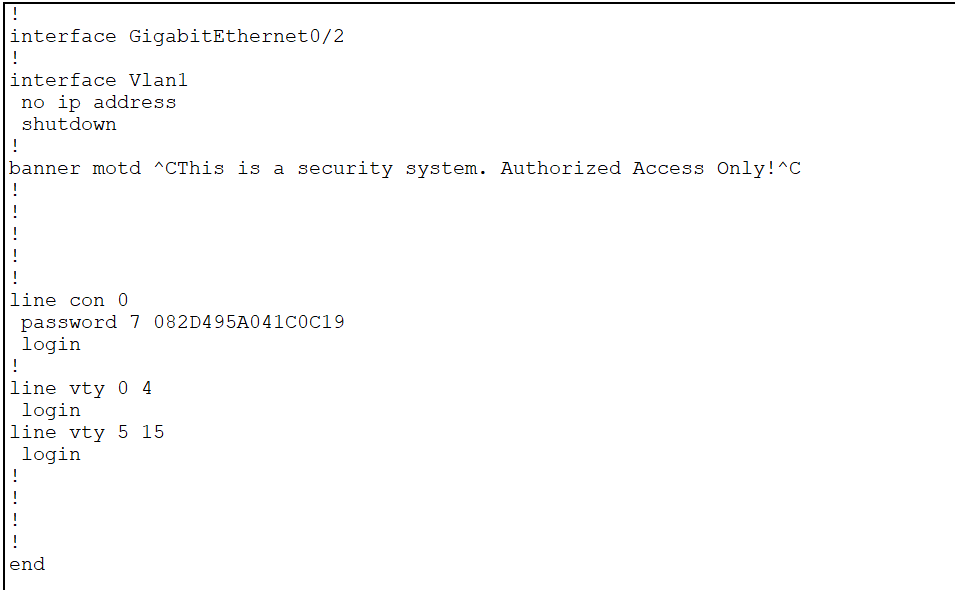 !
interface GigabitEthernet0/2
!
interface Vlan1
 no ip address
 shutdown
!
banner motd ^CThis is a security system. Authorized Access Only!^C
!
!
!
!
!
line con 0
 password 7 082D495A041C0C19
 login
!
line vty 0 4
 login
line vty 5 15
 login
!
!
!
!
end